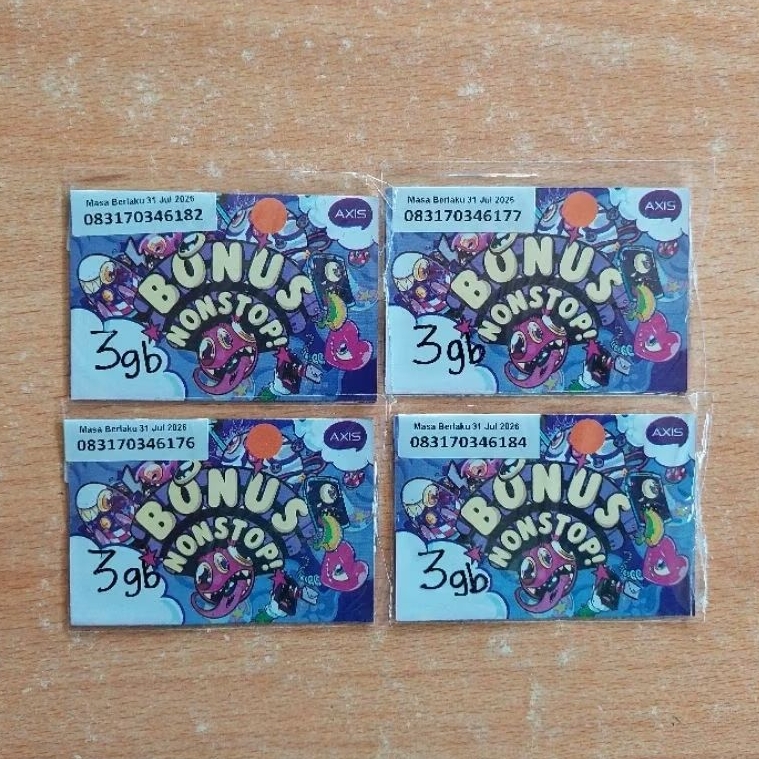 Masa Berlaku 31 Jul 2026
083170346182
AXIS
BONUS
NONSTOP!
3gb
Masa Berlaku 31 Jul 2026
083170346177
AXIS
BONUS
NONSTOP!
3gb
Masa Berlaku 31 Jul 2026
083170346176
AXIS
BONUS
NONSTOP!
3gb
Masa Berlaku 31 Jul 2026
083170346184
AXIS
BONUS
NONSTOP!
3gb